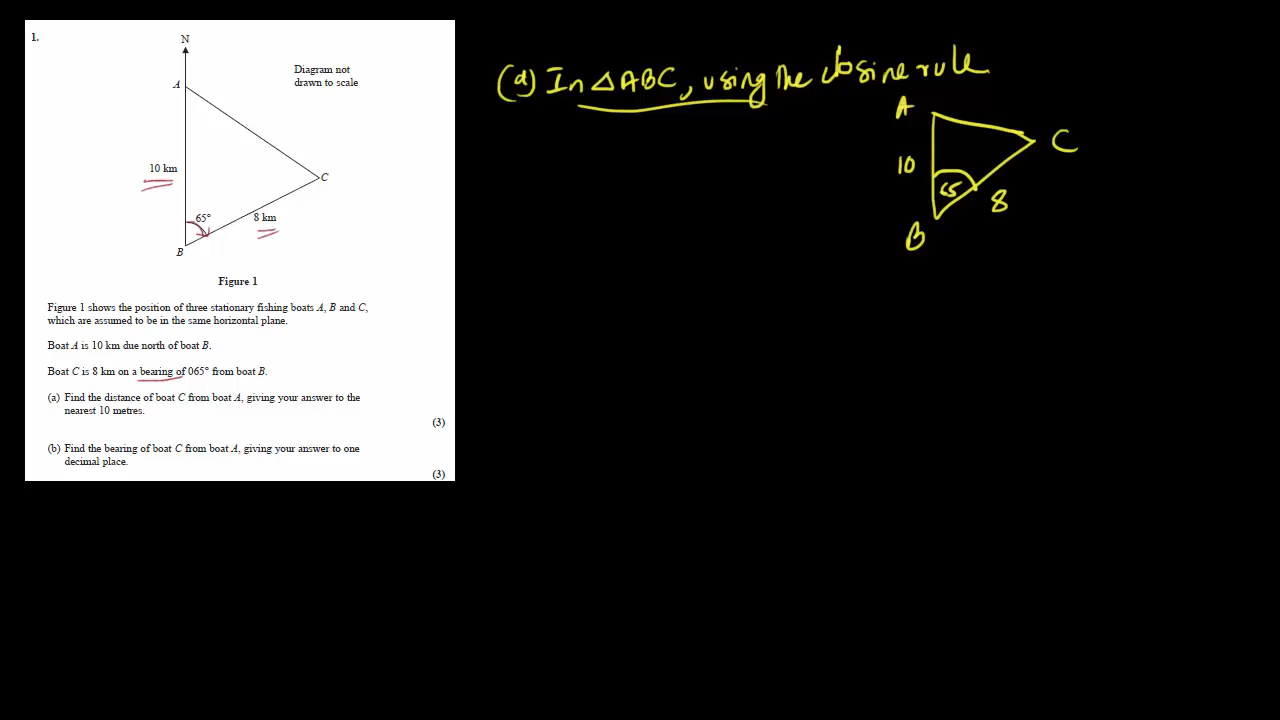 1.
N
A
Diagram not
drawn to scale
10 km
C
65°
8 km
B
Figure 1
Figure 1 shows the position of three stationary fishing boats A, B and C,
which are assumed to be in the same horizontal plane.
Boat A is 10 km due north of boat B.
Boat C is 8 km on a bearing of 065° from boat B.
(a) Find the distance of boat C from boat A, giving your answer to the
nearest 10 metres.
(3)
(b) Find the bearing of boat C from boat A, giving your answer to one
decimal place.
(3)
(a) In △ABC, using the cosine rule
A
C
10
65
8
B